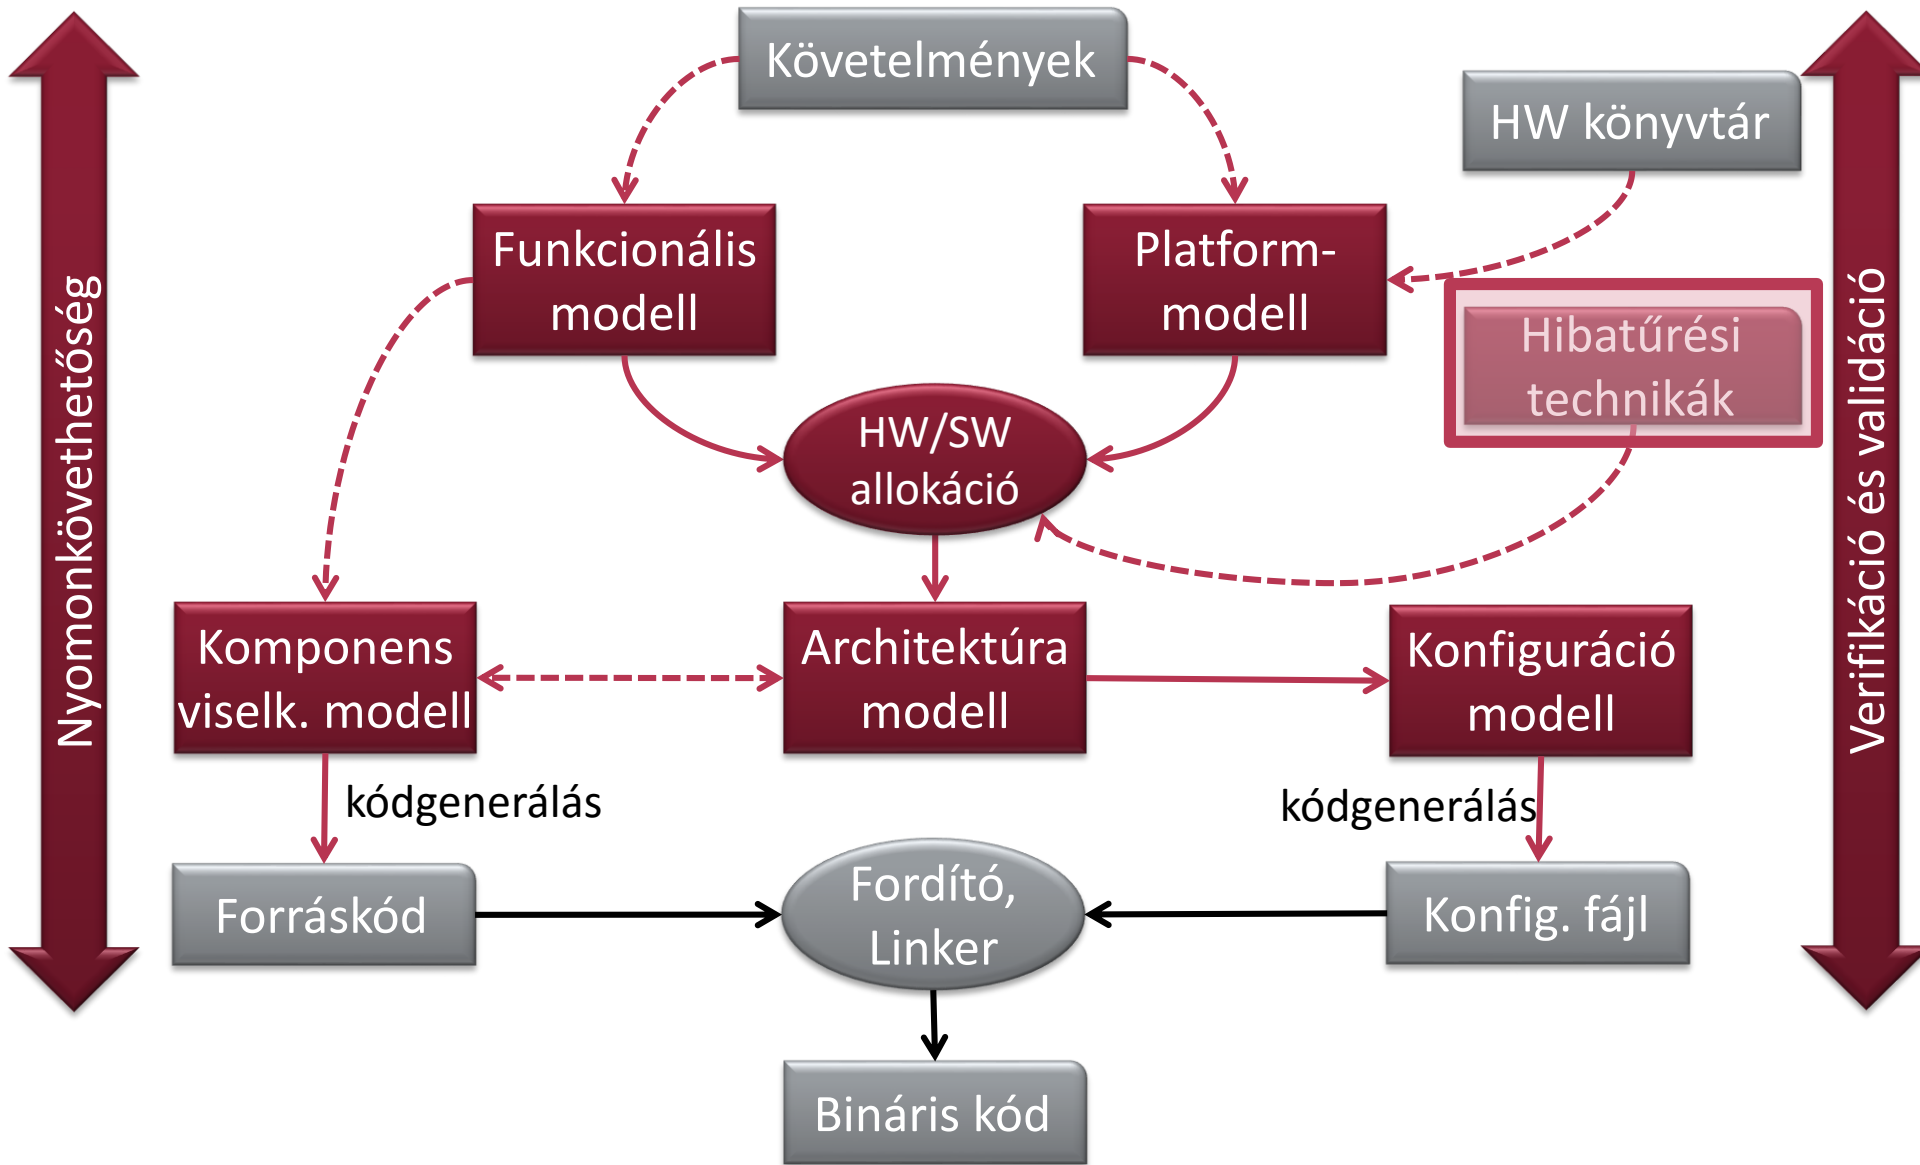 Követelmények
HW könyvtár
Funkcionális
modell
Platform-
modell
Hibatűrési
technikák
HW/SW
allokáció
Nyomonkövethetőség
Verifikáció és validáció
Komponens
viselk. modell
Architektúra
modell
Konfiguráció
modell
kódgenerálás
kódgenerálás
Forráskód
Fordító,
Linker
Konfig. fájl
Bináris kód